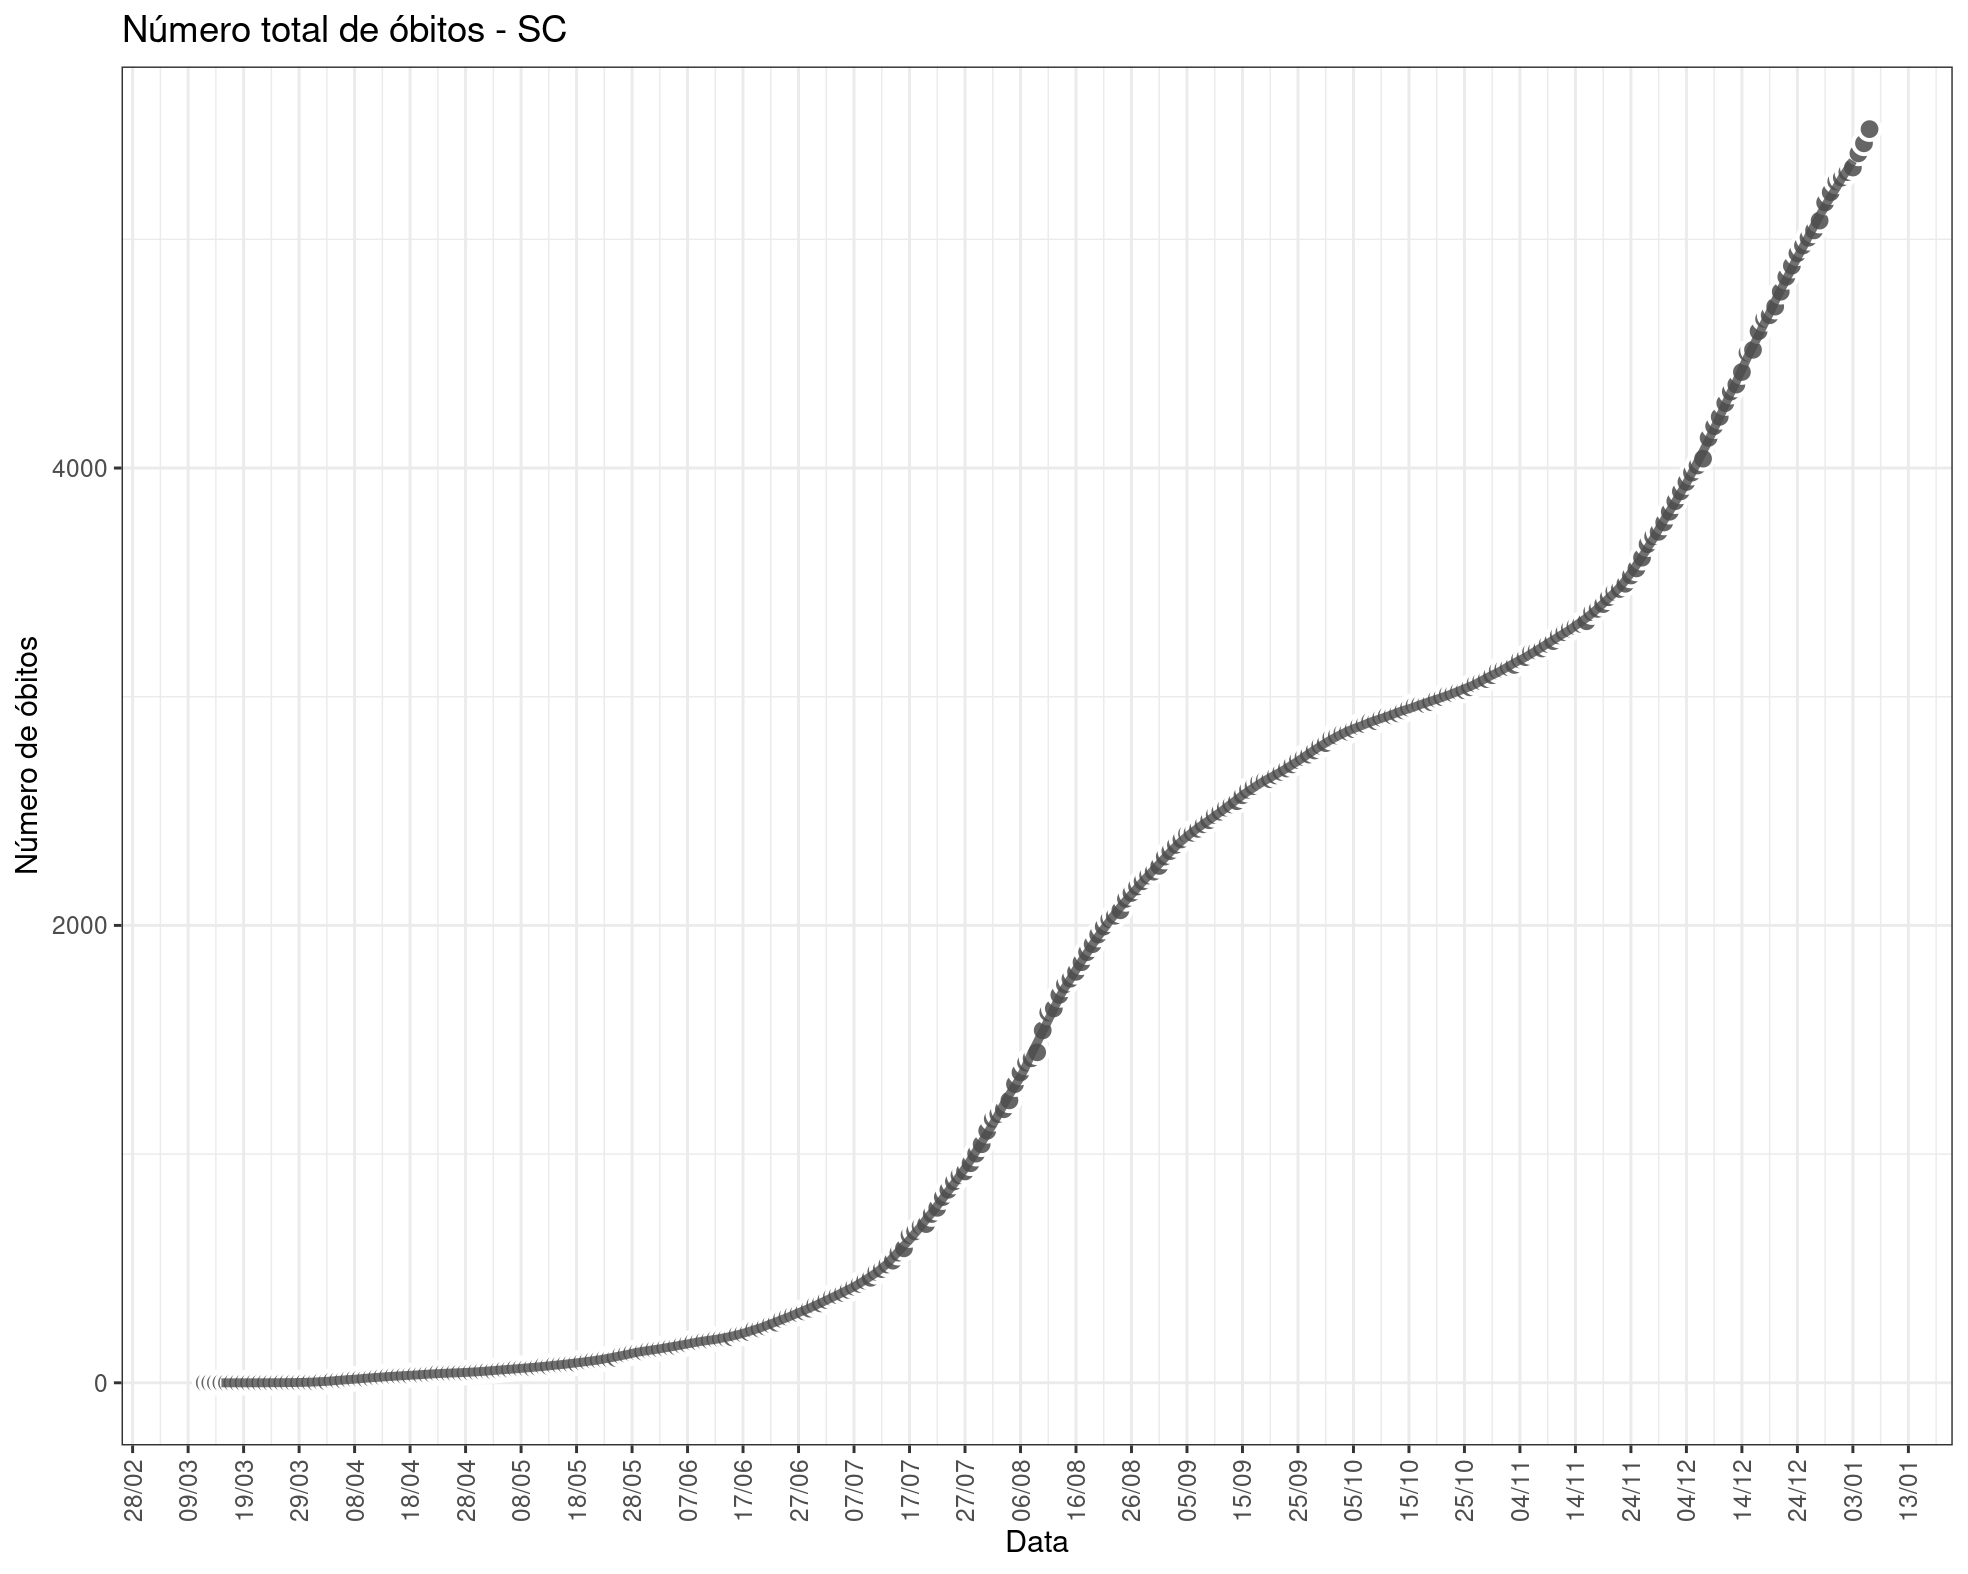 Número total de óbitos - SC
Número de óbitos
4000
2000
0
28/02 09/03 19/03 29/03 08/04 18/04 28/04 08/05 18/05 28/05 07/06 17/06 27/06 07/07 17/07 27/07 06/08 16/08 26/08 05/09 15/09 25/09 05/10 15/10 25/10 04/11 14/11 24/11 04/12 14/12 24/12 03/01 13/01
Data